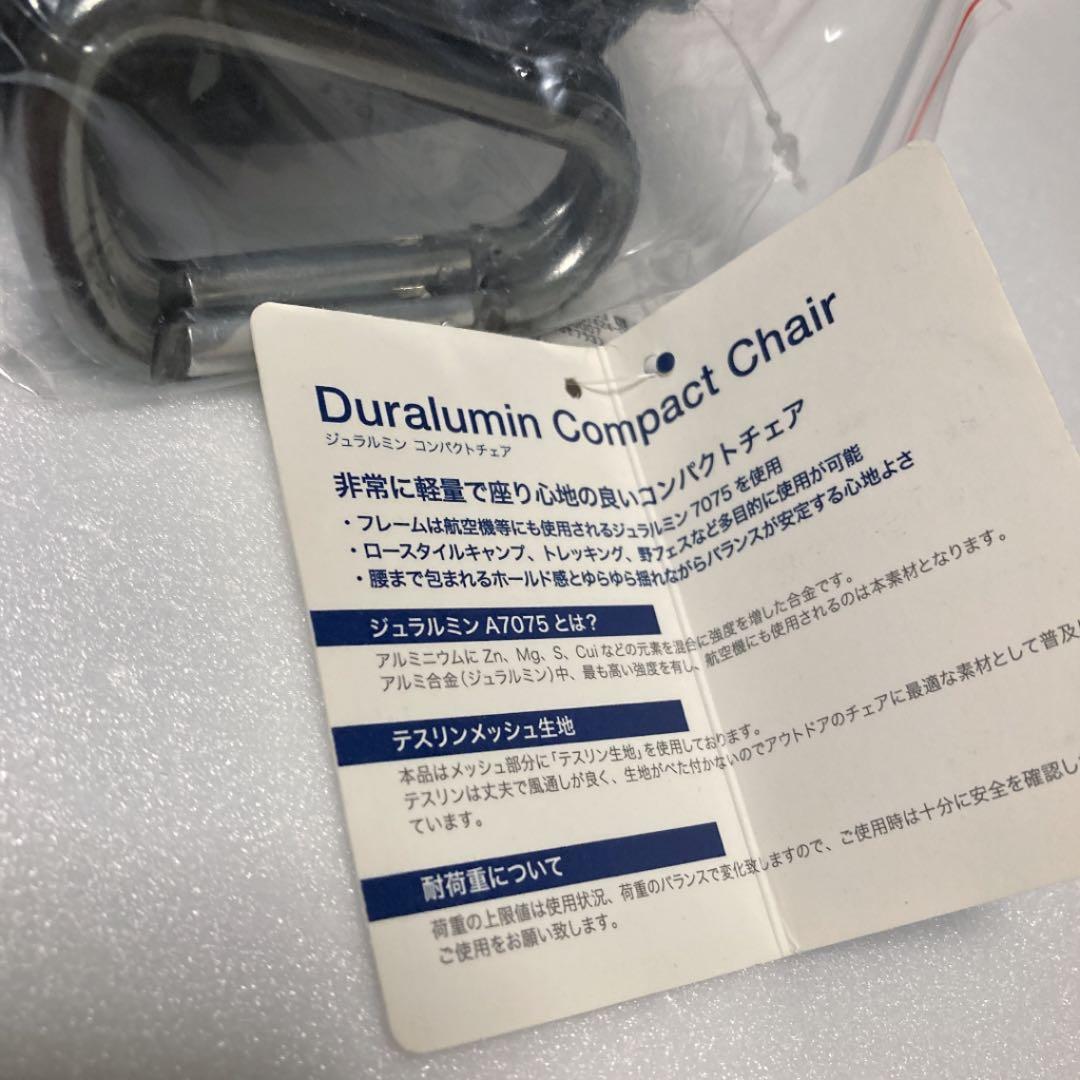 Duralumin Compact Chair
ジュラルミン コンパクトチェア
非常に軽量で座り心地の良いコンパクトチェア
・フレームは航空機等にも使用されるジュラルミン7075を使用
・ロースタイルキャンプ、トレッキング、野フェスなど多目的に使用が可能
・腰まで包まれるホールド感とゆらゆら揺れながらバランスが安定する心地よさ
ジュラルミン A7075とは?
アルミニウムにZn、Mg、S、Cuiなどの元素を混合に強度を増した合金です。
アルミ合金(ジュラルミン)中、最も高い強度を有し、航空機にも使用されるのは本素材となります。
テスリンメッシュ生地
本品はメッシュ部分に「テスリン生地」を使用しております。
テスリンは丈夫で風通しが良く、生地がべた付かないのでアウトドアのチェアに最適な素材として普及
ています。
耐荷重について
荷重の上限値は使用状況、荷重のバランスで変化致しますので、ご使用時は十分に安全を確認し
ご使用をお願い致します。